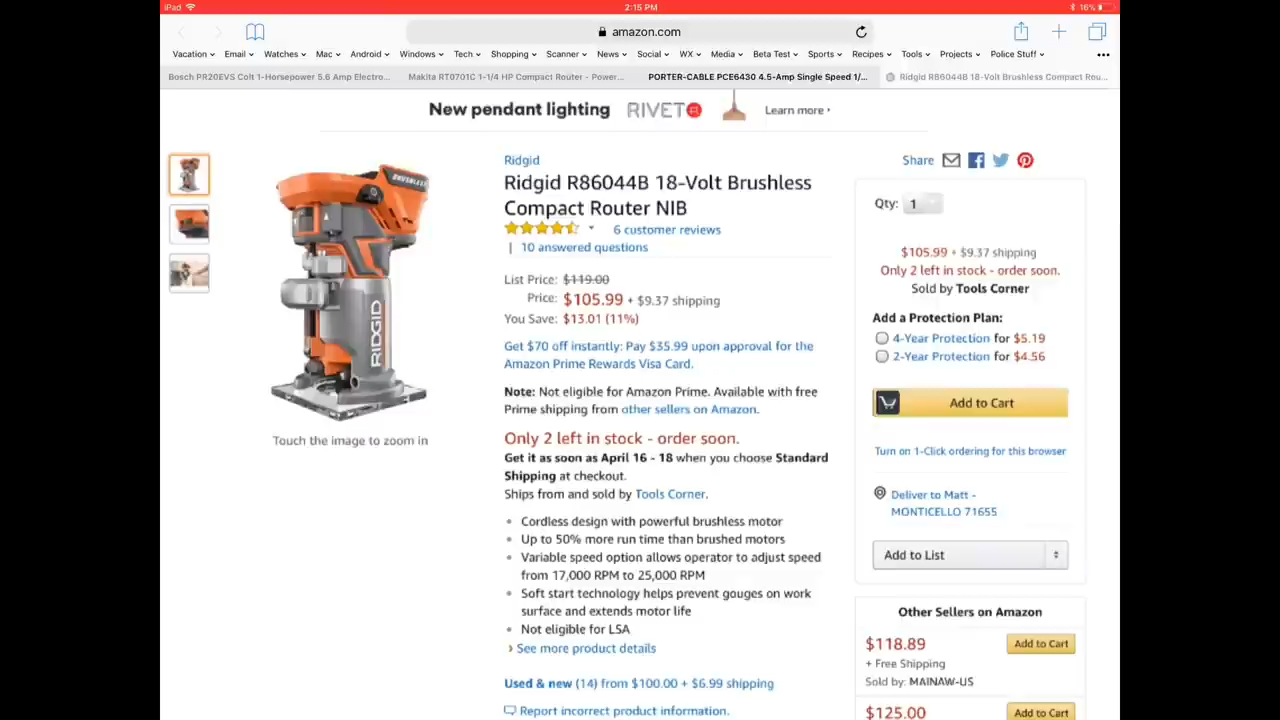 iPad
2:15 PM
16%
amazon.com
Vacation Email Watches Mac Android Windows Tech Shopping Scanner News Social WX Media Beta Test Sports Recipes Tools Projects Police Stuff
Bosch PR20EVS Colt 1-Horsepower 5.6 Amp Electro...
Makita RT0701C 1-1/4 HP Compact Router - Power...
PORTER-CABLE PCE6430 4.5-Amp Single Speed 1/...
Ridgid R86044B 18-Volt Brushless Compact Rou...
New pendant lighting RIVET Learn more ›
Ridgid
Ridgid R86044B 18-Volt Brushless
Compact Router NIB
6 customer reviews
| 10 answered questions
List Price: $119.00
Price: $105.99 + $9.37 shipping
You Save: $13.01 (11%)
Get $70 off instantly: Pay $35.99 upon approval for the
Amazon Prime Rewards Visa Card.
Note: Not eligible for Amazon Prime. Available with free
Prime shipping from other sellers on Amazon.
Only 2 left in stock - order soon.
Get it as soon as April 16 - 18 when you choose Standard
Shipping at checkout.
Ships from and sold by Tools Corner.
• Cordless design with powerful brushless motor
• Up to 50% more run time than brushed motors
• Variable speed option allows operator to adjust speed
from 17,000 RPM to 25,000 RPM
• Soft start technology helps prevent gouges on work
surface and extends motor life
• Not eligible for LSA
› See more product details
Used & new (14) from $100.00 + $6.99 shipping
Report incorrect product information.
BRUSHLESS
RIDGID
Touch the image to zoom in
Share
Qty: 1
$105.99 + $9.37 shipping
Only 2 left in stock - order soon.
Sold by Tools Corner
Add a Protection Plan:
4-Year Protection for $5.19
2-Year Protection for $4.56
Add to Cart
Turn on 1-Click ordering for this browser
Deliver to Matt -
MONTICELLO 71655
Add to List
Other Sellers on Amazon
$118.89 Add to Cart
+ Free Shipping
Sold by: MAINAW-US
$125.00 Add to Cart